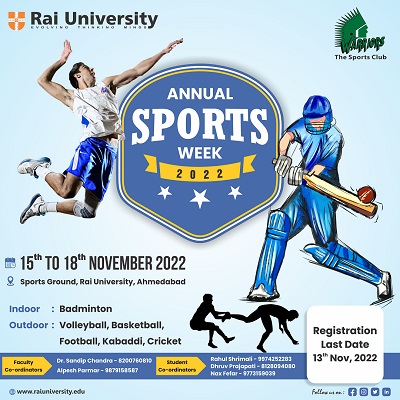 Rai University
EVOLVING THINKING MINDS
WARRIORS
The Sports Club
ANNUAL
SPORTS
WEEK
2022
15th TO 18th NOVEMBER 2022
Sports Ground, Rai University, Ahmedabad
Indoor : Badminton
Outdoor : Volleyball, Basketball,
Football, Kabaddi, Cricket
Registration
Last Date
13th Nov, 2022
Faculty
Co-ordinators
Dr. Sandip Chandra - 8200760810
Alpesh Parmar - 9879158587
Student
Co-ordinators
Rahul Shrimali - 9974252283
Dhruv Prajapati - 8128094080
Nax Fefar - 9773159039
www.raiuniversity.edu
Follow us on :